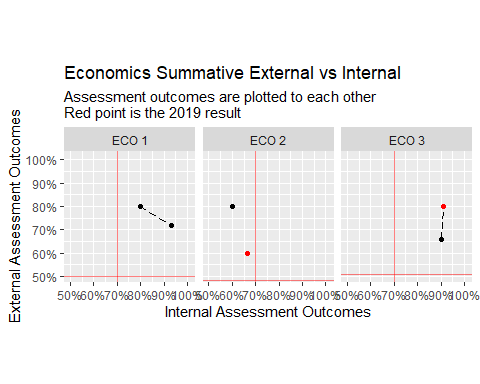 Economics Summative External vs Internal
Assessment outcomes are plotted to each other
Red point is the 2019 result
ECO 1 ECO 2 ECO 3
External Assessment Outcomes
100%
90%
80%
70%
60%
50%
50%60%70%80%90%100% 50%60%70%80%90%100% 50%60%70%80%90%100%
Internal Assessment Outcomes